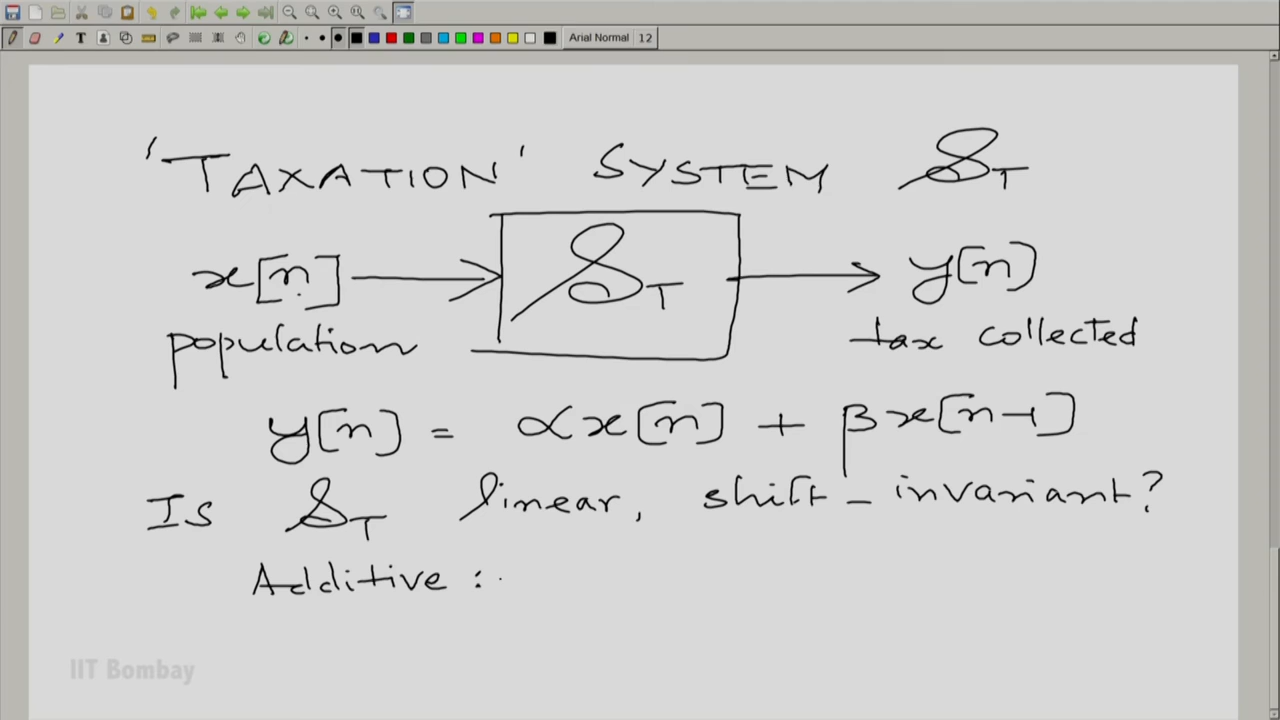 Arial Normal 12
'TAXATION' SYSTEM S_T
x[n] S_T y[n]
population tax collected
y[n] = αx[n] + βx[n-1]
Is S_T linear, shift-invariant?
Additive :
IIT Bombay